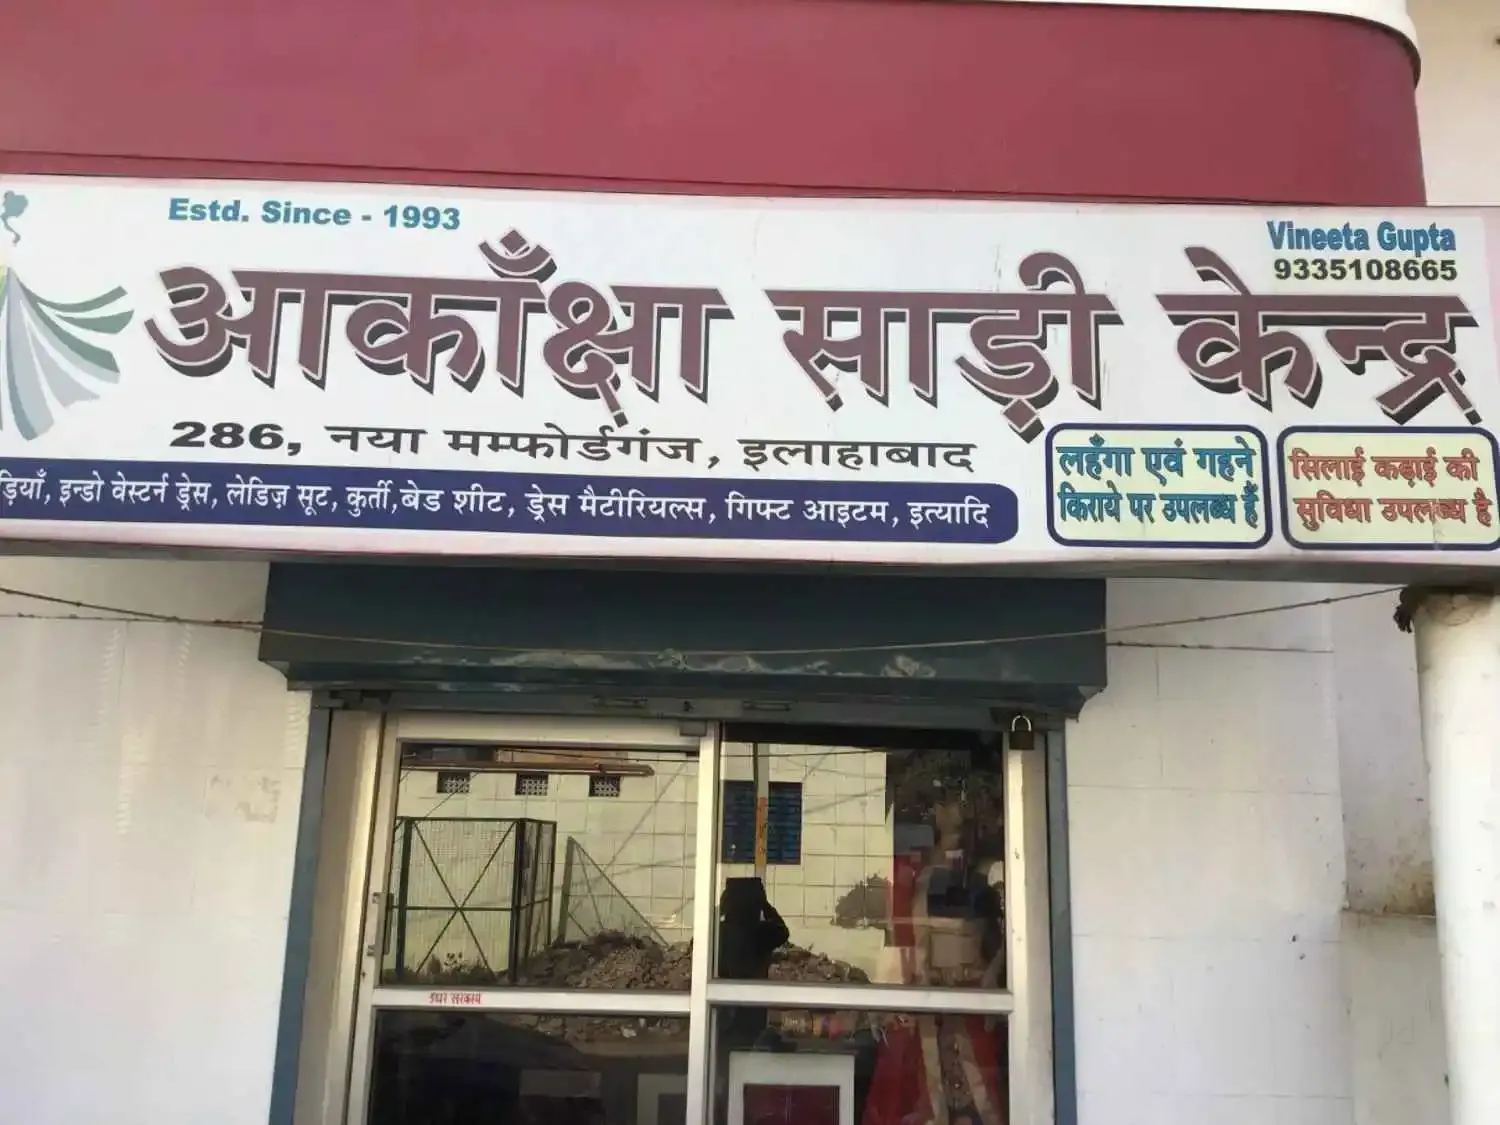 Estd. Since - 1993
Vineeta Gupta
9335108665
आकाँक्षा साड़ी केन्द्र
286, नया मम्फोर्डगंज, इलाहाबाद
इन्डो वेस्टर्न ड्रेस, लेडिज़ सूट, कुर्ती,बेड शीट, ड्रेस मैटीरियल्स, गिफ्ट आइटम, इत्यादि
लहँगा एवं गहने
किराये पर उपलब्ध हैं
सिलाई कढ़ाई की
सुविधा उपलब्ध है